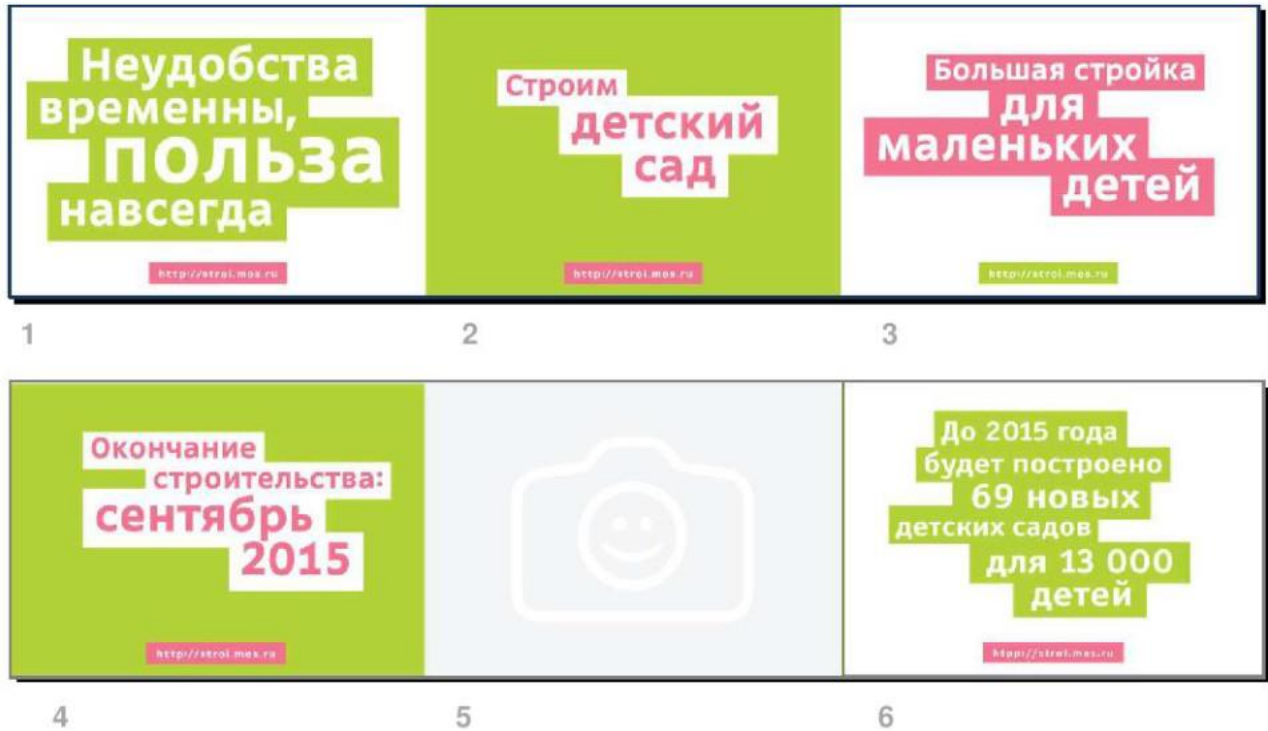 Неудобства
временны,
польза
навсегда
http://stroi.mos.ru
1
Строим
детский
сад
http://stroi.mos.ru
2
Большая стройка
для
маленьких
детей
http://stroi.mos.ru
3
Окончание
строительства:
сентябрь
2015
http://stroi.mos.ru
4
5
До 2015 года
будет построено
69 новых
детских садов
для 13 000
детей
htpp://stroi.mos.ru
6